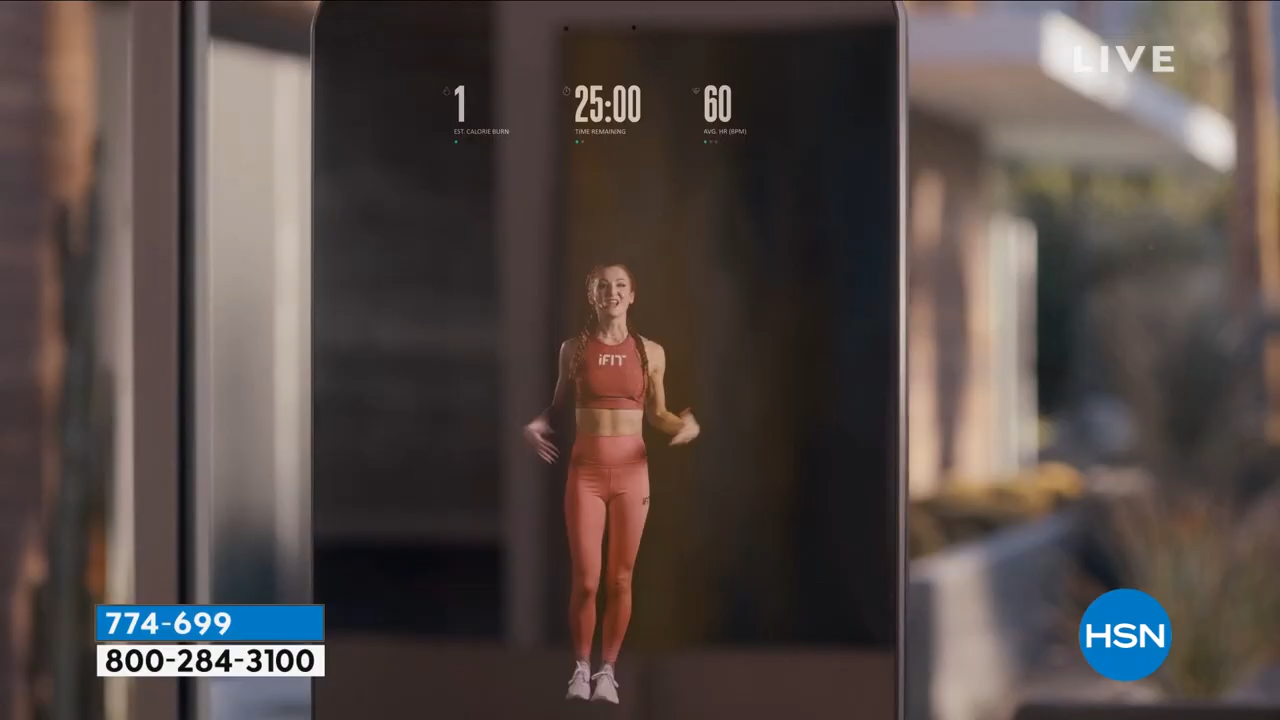 LIVE
1
25:00
60
EST. CALORIE BURN
TIME REMAINING
AVG. HR (BPM)
iFIT
iFIT
774-699
800-284-3100
HSN